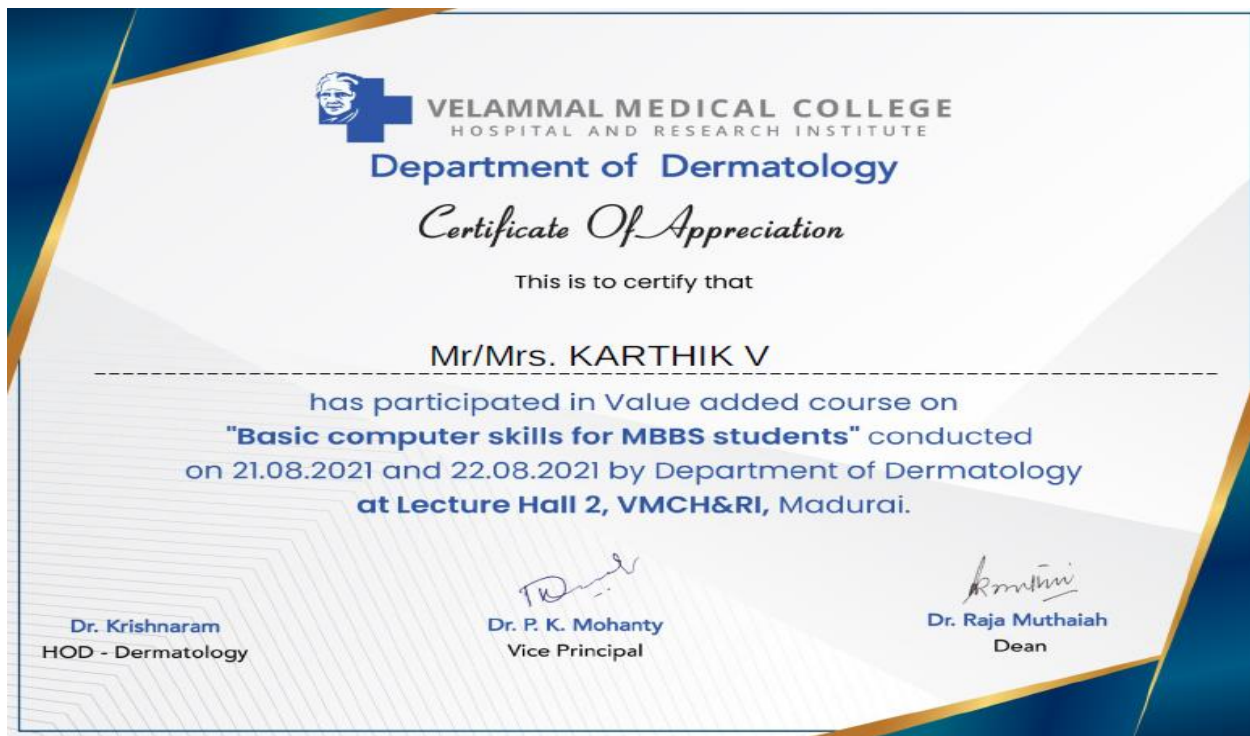 VELAMMAL MEDICAL COLLEGE
HOSPITAL AND RESEARCH INSTITUTE
Department of Dermatology
Certificate Of Appreciation
This is to certify that
Mr/Mrs. KARTHIK V
has participated in Value added course on
"Basic computer skills for MBBS students" conducted
on 21.08.2021 and 22.08.2021 by Department of Dermatology
at Lecture Hall 2, VMCH&RI, Madurai.
Dr. Krishnaram
HOD - Dermatology
Dr. P. K. Mohanty
Vice Principal
Dr. Raja Muthaiah
Dean